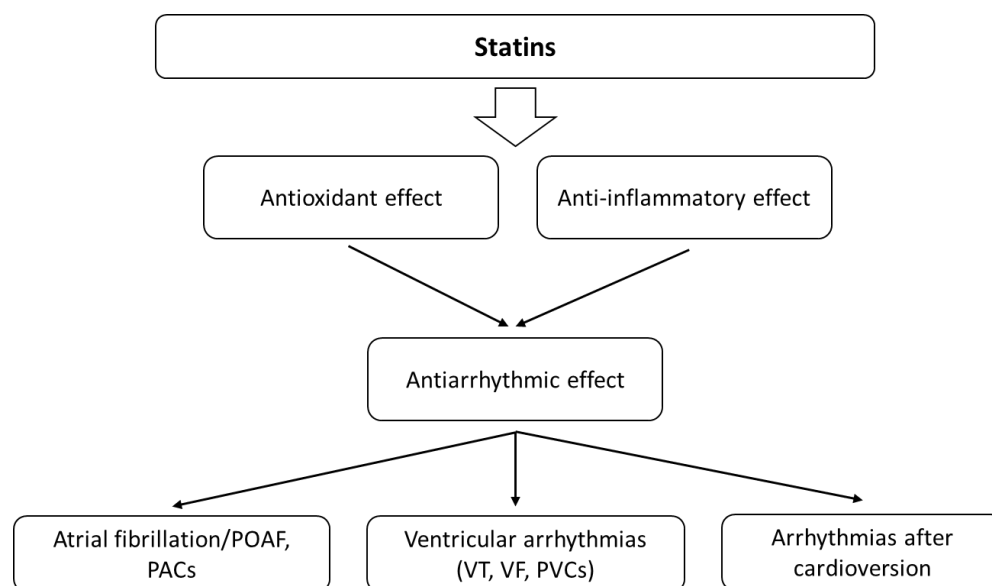 Statins
Antioxidant effect
Anti-inflammatory effect
Antiarrhythmic effect
Atrial fibrillation/POAF,
PACs
Ventricular arrhythmias
(VT, VF, PVCs)
Arrhythmias after
cardioversion